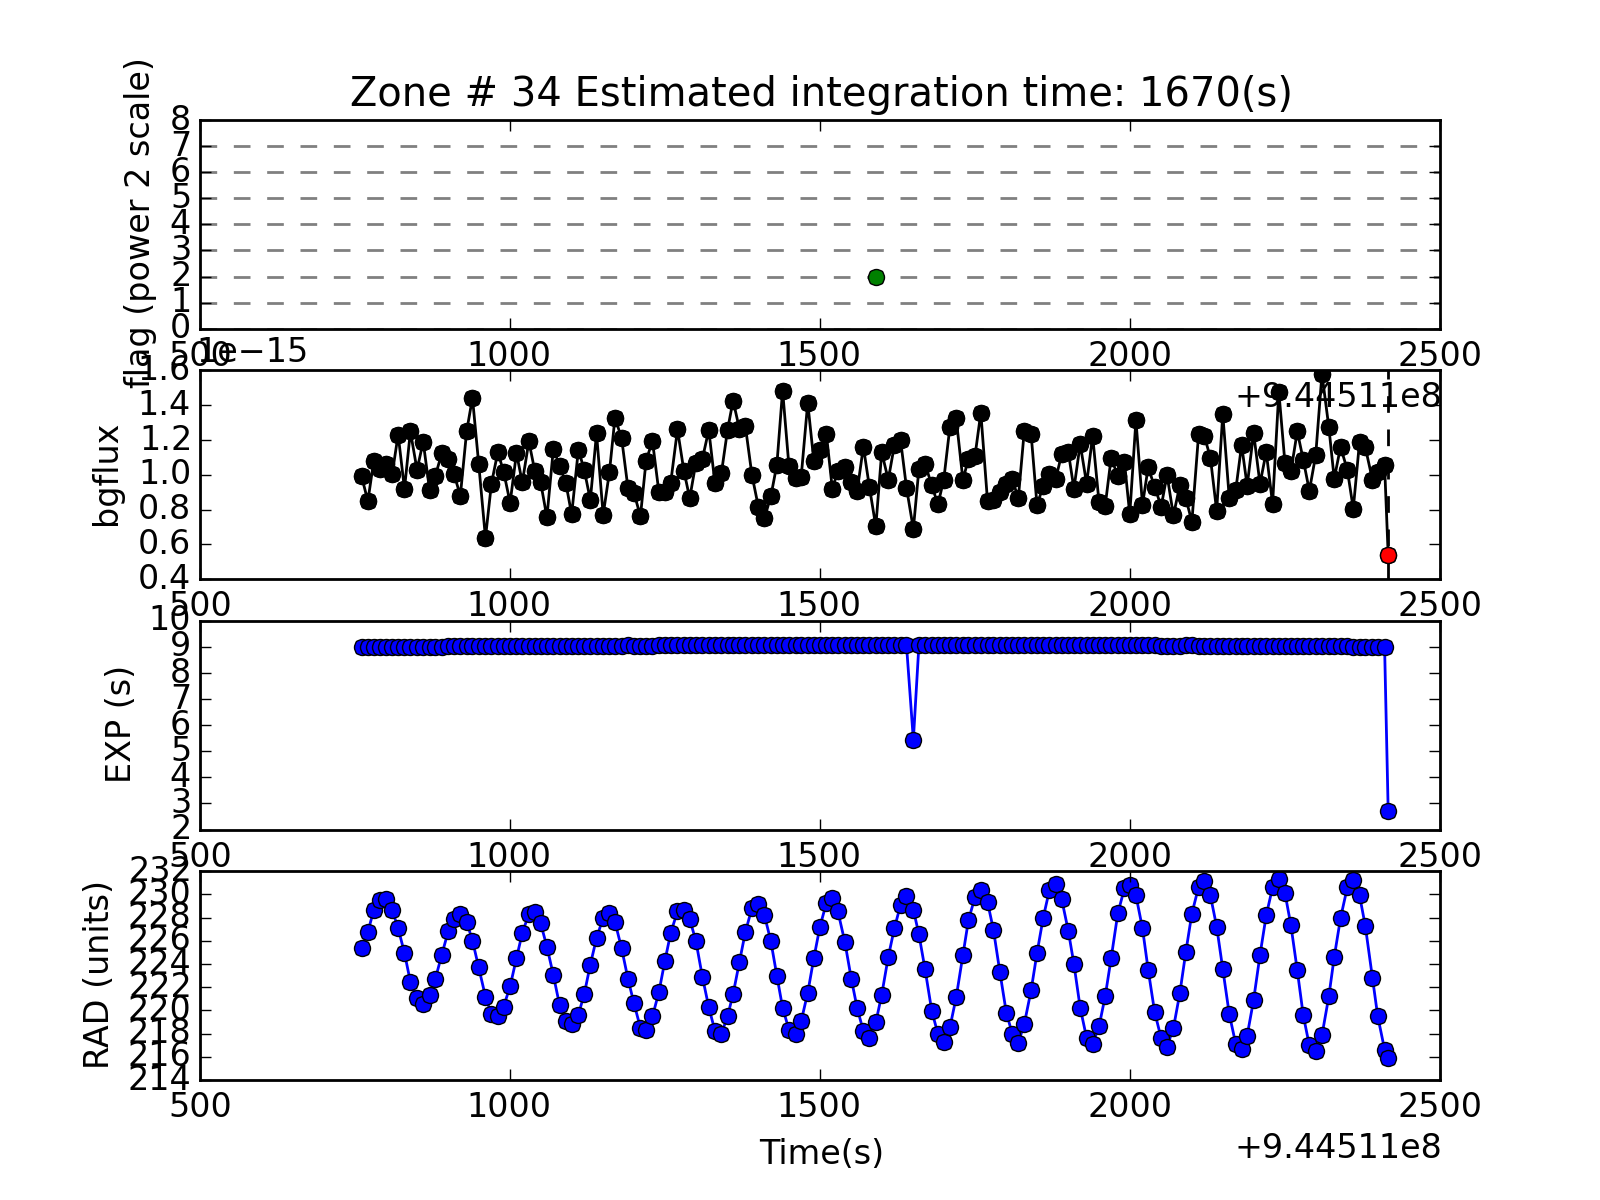 Zone # 34 Estimated integration time: 1670(s)
flag (power 2 scale)
8
7
6
5
4
3
2
1
0
500 1000 1500 2000 2500
+9.44511e8
1e−15
bgflux
1.6
1.4
1.2
1.0
0.8
0.6
0.4
500 1000 1500 2000 2500
EXP (s)
10
9
8
7
6
5
4
3
2
500 1000 1500 2000 2500
RAD (units)
232
230
228
226
224
222
220
218
216
214
500 1000 1500 2000 2500
Time(s)
+9.44511e8